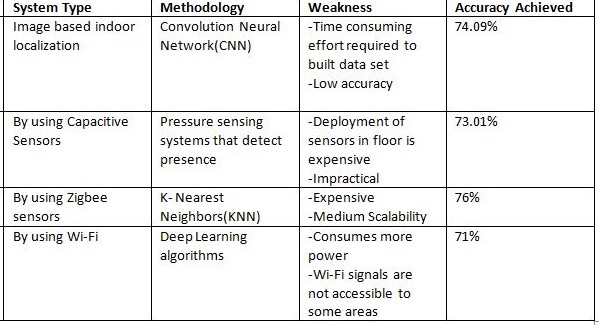 System Type Methodology Weakness Accuracy Achieved
Image based indoor localization
Convolution Neural Network(CNN)
-Time consuming effort required to built data set
-Low accuracy
74.09%
By using Capacitive Sensors
Pressure sensing systems that detect presence
-Deployment of sensors in floor is expensive
-Impractical
73.01%
By using Zigbee sensors
K- Nearest Neighbors(KNN)
-Expensive
-Medium Scalability
76%
By using Wi-Fi
Deep Learning algorithms
-Consumes more power
-Wi-Fi signals are not accessible to some areas
71%